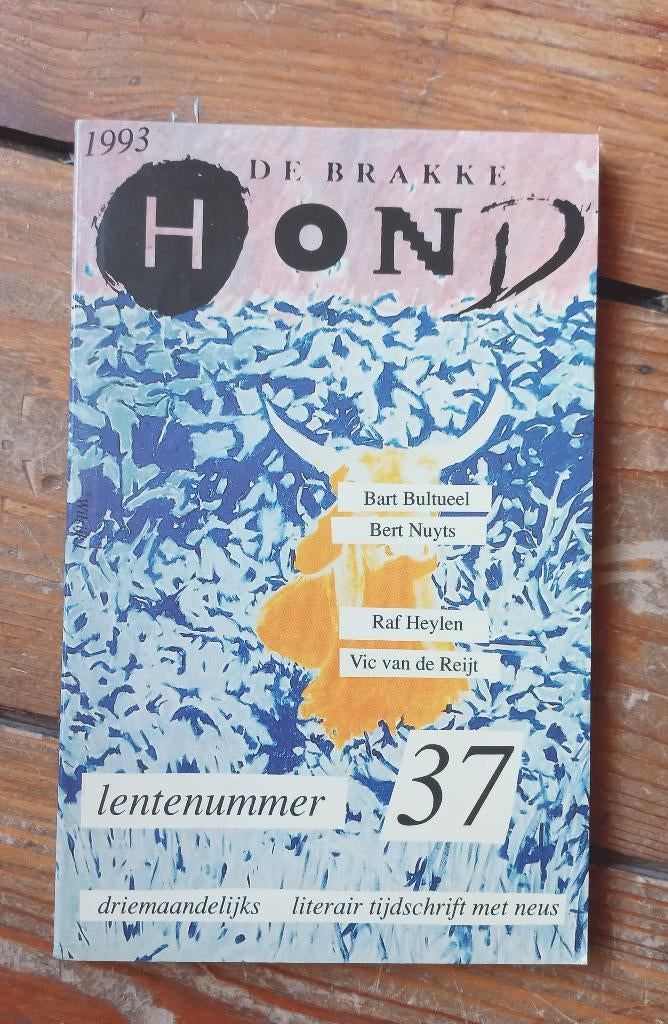 1993
DE BRAKKE
HOND
Bart Bultueel
Bert Nuyts
Raf Heylen
Vic van de Reijt
37
lentenummer
driemaandelijks literair tijdschrift met neus